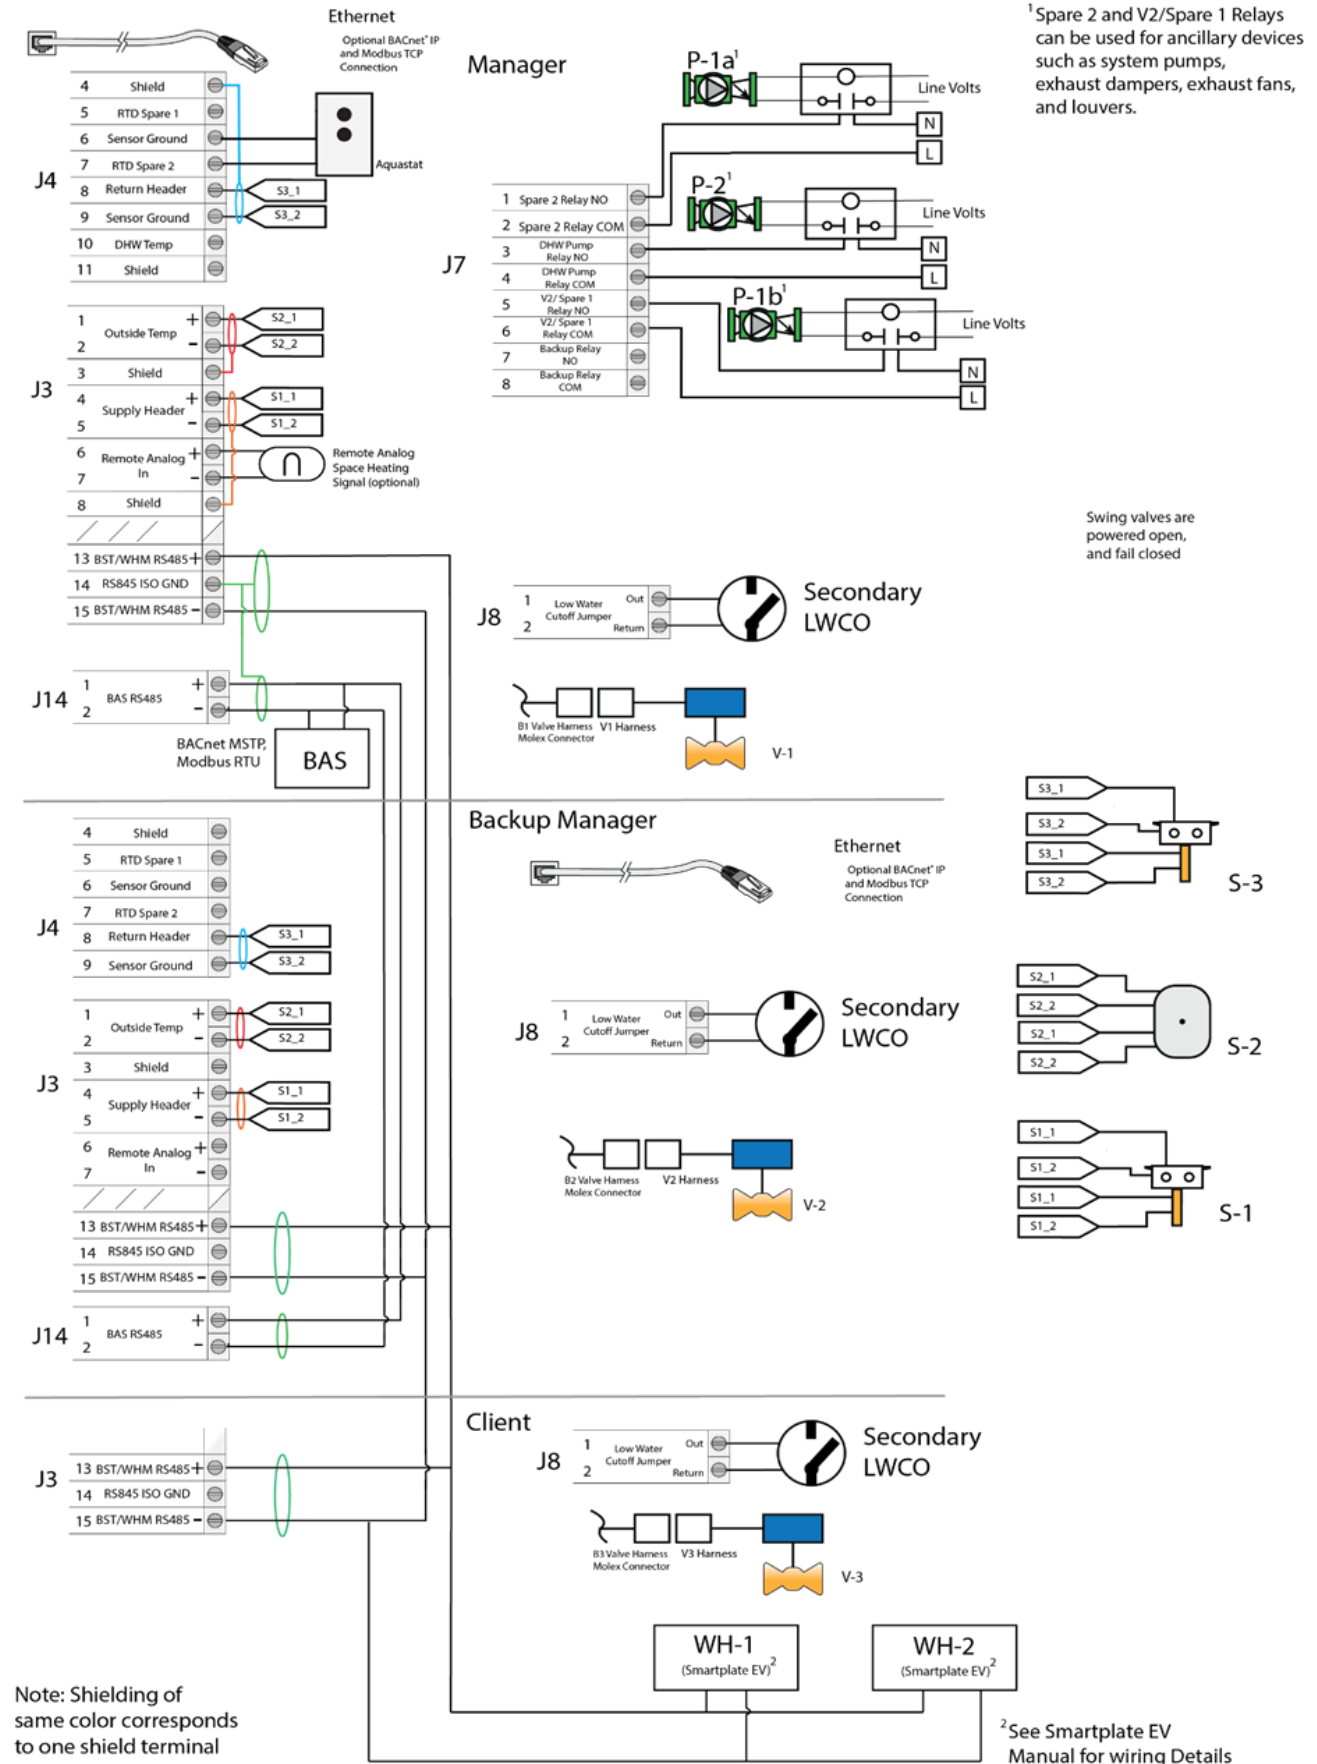 Ethernet
Optional BACnet® IP
and Modbus TCP
Connection
J4
4 Shield
5 RTD Spare 1
6 Sensor Ground
7 RTD Spare 2
8 Return Header
9 Sensor Ground
10 DHW Temp
11 Shield
Aquastat
S3_1
S3_2
Manager
P-1a¹
Line Volts
N
L
P-2¹
Line Volts
N
L
P-1b¹
Line Volts
N
L
J7
1 Spare 2 Relay NO
2 Spare 2 Relay COM
3 DHW Pump
Relay NO
4 DHW Pump
Relay COM
5 V2/ Spare 1
Relay NO
6 V2/ Spare 1
Relay COM
7 Backup Relay
NO
8 Backup Relay
COM
¹ Spare 2 and V2/Spare 1 Relays
can be used for ancillary devices
such as system pumps,
exhaust dampers, exhaust fans,
and louvers.
J3
1 +
Outside Temp
2 -
3 Shield
4 +
Supply Header
5 -
6 +
Remote Analog
In
7 -
8 Shield
13 BST/WHM RS485 +
14 RS845 ISO GND
15 BST/WHM RS485 -
S2_1
S2_2
S1_1
S1_2
Remote Analog
Space Heating
Signal (optional)
Swing valves are
powered open,
and fail closed
J8
1 Out
Low Water
Cutoff Jumper
2 Return
Secondary
LWCO
J14
1 +
BAS RS485
2 -
BACnet MSTP,
Modbus RTU
BAS
B1 Valve Harness
Molex Connector
V1 Harness
V-1
Backup Manager
Ethernet
Optional BACnet® IP
and Modbus TCP
Connection
J4
4 Shield
5 RTD Spare 1
6 Sensor Ground
7 RTD Spare 2
8 Return Header
9 Sensor Ground
S3_1
S3_2
J3
1 +
Outside Temp
2 -
3 Shield
4 +
Supply Header
5 -
6 +
Remote Analog
In
7 -
13 BST/WHM RS485 +
14 RS845 ISO GND
15 BST/WHM RS485 -
S2_1
S2_2
S1_1
S1_2
J8
1 Out
Low Water
Cutoff Jumper
2 Return
Secondary
LWCO
B2 Valve Harness
Molex Connector
V2 Harness
V-2
J14
1 +
BAS RS485
2 -
S3_1
S3_2
S3_1
S3_2
S-3
S2_1
S2_2
S2_1
S2_2
S-2
S1_1
S1_2
S1_1
S1_2
S-1
Client
J3
13 BST/WHM RS485 +
14 RS845 ISO GND
15 BST/WHM RS485 -
J8
1 Out
Low Water
Cutoff Jumper
2 Return
Secondary
LWCO
B3 Valve Harness
Molex Connector
V3 Harness
V-3
WH-1
(Smartplate EV)²
WH-2
(Smartplate EV)²
Note: Shielding of
same color corresponds
to one shield terminal
² See Smartplate EV
Manual for wiring Details